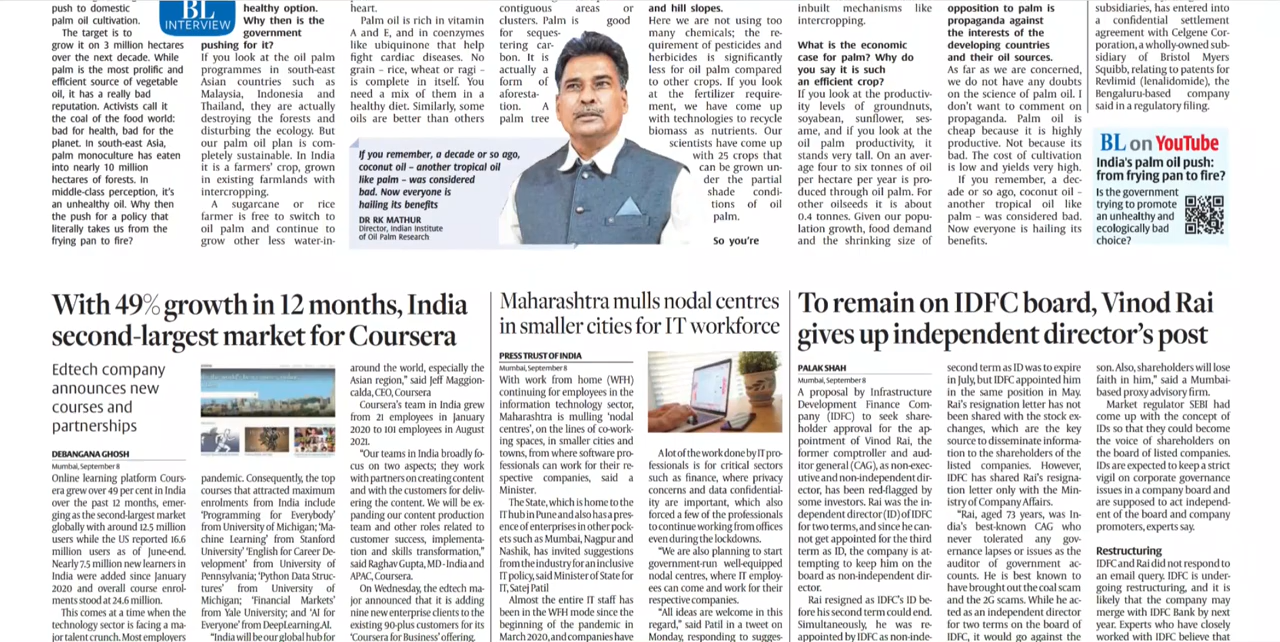 push to domestic
palm oil cultivation.
The target is to
grow it on 3 million hectares
over the next decade. While
palm is the most prolific and
efficient source of vegetable
oil, it has a really bad
reputation. Activists call it
the coal of the food world:
bad for health, bad for the
planet. In south-east Asia,
palm monoculture has eaten
into nearly 10 million
hectares of forests. In
middle-class perception, it's
an unhealthy oil. Why then
the push for a policy that
literally takes us from the
frying pan to fire?
BL
INTERVIEW
healthy option.
Why then is the
government
pushing for it?
If you look at the oil palm
programmes in south-east
Asian countries such as
Malaysia, Indonesia and
Thailand, they are actually
destroying the forests and
disturbing the ecology. But
our palm oil plan is com-
pletely sustainable. In India
it is a farmers' crop, grown
in existing farmlands with
intercropping.
A sugarcane or rice
farmer is free to switch to
oil palm and continue to
grow other less water-in-
heart.
Palm oil is rich in vitamin
A and E, and in coenzymes
like ubiquinone that help
fight cardiac diseases. No
grain - rice, wheat or ragi -
is complete in itself. You
need a mix of them in a
healthy diet. Similarly, some
oils are better than others
If you remember, a decade or so ago,
coconut oil – another tropical oil
like palm – was considered
bad. Now everyone is
hailing its benefits
DR RK MATHUR
Director, Indian Institute
of Oil Palm Research
contiguous areas or
clusters. Palm is good
for seques-
tering car-
bon. It is
actually a
form of
afforesta-
tion. A
palm tree
and hill slopes.
Here we are not using too
many chemicals; the re-
quirement of pesticides and
herbicides is significantly
less for oil palm compared
to other crops. If you look
at the fertilizer require-
ment, we have come up
with technologies to recycle
biomass as nutrients. Our
scientists have come up
with 25 crops that
can be grown un-
der the partial
shade condi-
tions of oil
palm.
So you're
inbuilt mechanisms like
intercropping.
What is the economic
case for palm? Why do
you say it is such
an efficient crop?
If you look at the productiv-
ity levels of groundnuts,
soyabean, sunflower, ses-
ame, and if you look at the
oil palm productivity, it
stands very tall. On an aver-
age four to six tonnes of oil
per hectare per year is pro-
duced through oil palm. For
other oilseeds it is about
0.4 tonnes. Given our popu-
lation growth, food demand
and the shrinking size of
opposition to palm is
propaganda against
the interests of the
developing countries
and their oil sources.
As far as we are concerned,
we do not have any doubts
on the science of palm oil. I
don't want to comment on
propaganda. Palm oil is
cheap because it is highly
productive. Not because its
bad. The cost of cultivation
is low and yields very high.
If you remember, a dec-
ade or so ago, coconut oil -
another tropical oil like
palm - was considered bad.
Now everyone is hailing its
benefits.
subsidiaries, has entered into
a confidential settlement
agreement with Celgene Cor-
poration, a wholly-owned sub-
sidiary of Bristol Myers
Squibb, relating to patents for
Revlimid (lenalidomide), the
Bengaluru-based company
said in a regulatory filing.
BL on YouTube
India's palm oil push:
from frying pan to fire?
Is the government
trying to promote
an unhealthy and
ecologically bad
choice?
With 49% growth in 12 months, India
second-largest market for Coursera
Edtech company
announces new
courses and
partnerships
DEBANGANA GHOSH
Mumbai, September 8
Online learning platform Cours-
era grew over 49 per cent in India
over the past 12 months, emer-
ging as the second-largest market
globally with around 12.5 million
users while the US reported 16.6
million users as of June-end.
Nearly 7.5 million new learners in
India were added since January
2020 and overall course enrol-
ments stood at 24.6 million.
This comes at a time when the
technology sector is facing a ma-
jor talent crunch. Most employers
pandemic. Consequently, the top
courses that attracted maximum
enrolments from India include
'Programming for Everybody'
from University of Michigan; 'Ma-
chine Learning' from Stanford
University' 'English for Career De-
velopment' from University of
Pennsylvania; 'Python Data Struc-
tures' from University of
Michigan; 'Financial Markets'
from Yale University; and 'AI for
Everyone' from DeepLearning.AI.
"India will be our global hub for
around the world, especially the
Asian region," said Jeff Maggion-
calda, CEO, Coursera
Coursera's team in India grew
from 21 employees in January
2020 to 101 employees in August
2021.
"Our teams in India broadly fo-
cus on two aspects; they work
with partners on creating content
and with the customers for deliv-
ering the content. We will be ex-
panding our content production
team and other roles related to
customer success, implementa-
tion and skills transformation,"
said Raghav Gupta, MD - India and
APAC, Coursera.
On Wednesday, the edtech ma-
jor announced that it is adding
nine new enterprise clients to the
existing 90-plus customers for its
'Coursera for Business' offering.
Maharashtra mulls nodal centres
in smaller cities for IT workforce
PRESS TRUST OF INDIA
Mumbai, September 8
With work from home (WFH)
continuing for employees in the
information technology sector,
Maharashtra is mulling 'nodal
centres', on the lines of co-work-
ing spaces, in smaller cities and
towns, from where software pro-
fessionals can work for their re-
spective companies, said a
Minister.
The State, which is home to the
IT hub in Pune and also has a pres-
ence of enterprises in other pock-
ets such as Mumbai, Nagpur and
Nashik, has invited suggestions
from the industry for an inclusive
IT policy, said Minister of State for
IT, Satej Patil
Almost the entire IT staff has
been in the WFH mode since the
beginning of the pandemic in
March 2020, and companies have
A lot of the work done by IT pro-
fessionals is for critical sectors
such as finance, where privacy
concerns and data confidential-
ity are important, which also
forced a few of the professionals
to continue working from offices
even during the lockdowns.
"We are also planning to start
government-run well-equipped
nodal centres, where IT employ-
ees can come and work for their
respective companies.
"All ideas are welcome in this
regard," said Patil in a tweet on
Monday, responding to sugges-
To remain on IDFC board, Vinod Rai
gives up independent director's post
PALAK SHAH
Mumbai, September 8
A proposal by Infrastructure
Development Finance Com-
pany (IDFC) to seek share-
holder approval for the ap-
pointment of Vinod Rai, the
former comptroller and aud-
itor general (CAG), as non-exec-
utive and non-independent dir-
ector, has been red-flagged by
some investors. Rai was the in-
dependent director (ID) of IDFC
for two terms, and since he can-
not get appointed for the third
term as ID, the company is at-
tempting to keep him on the
board as non-independent dir-
ector.
Rai resigned as IDFC's ID be-
fore his second term could end.
Simultaneously, he was re-
appointed by IDFC as non-inde-
second term as ID was to expire
in July, but IDFC appointed him
in the same position in May.
Rai's resignation letter has not
been shared with the stock ex-
changes, which are the key
source to disseminate informa-
tion to the shareholders of the
listed companies. However,
IDFC has shared Rai's resigna-
tion letter only with the Min-
istry of Company Affairs.
"Rai, aged 73 years, was In-
dia's best-known CAG who
never tolerated any gov-
ernance lapses or issues as the
auditor of government ac-
counts. He is best known to
have brought out the coal scam
and the 2G scams. While he ac-
ted as an independent director
for two terms on the board of
IDFC, it would go against the
son. Also, shareholders will lose
faith in him," said a Mumbai-
based proxy advisory firm.
Market regulator SEBI had
come up with the concept of
IDs so that they could become
the voice of shareholders on
the board of listed companies.
IDs are expected to keep a strict
vigil on corporate governance
issues in a company board and
are supposed to act independ-
ent of the board and company
promoters, experts say.
Restructuring
IDFC and Rai did not respond to
an email query. IDFC is under-
going restructuring, and it is
likely that the company may
merge with IDFC Bank by next
year. Experts who have closely
worked with IDFC believe that